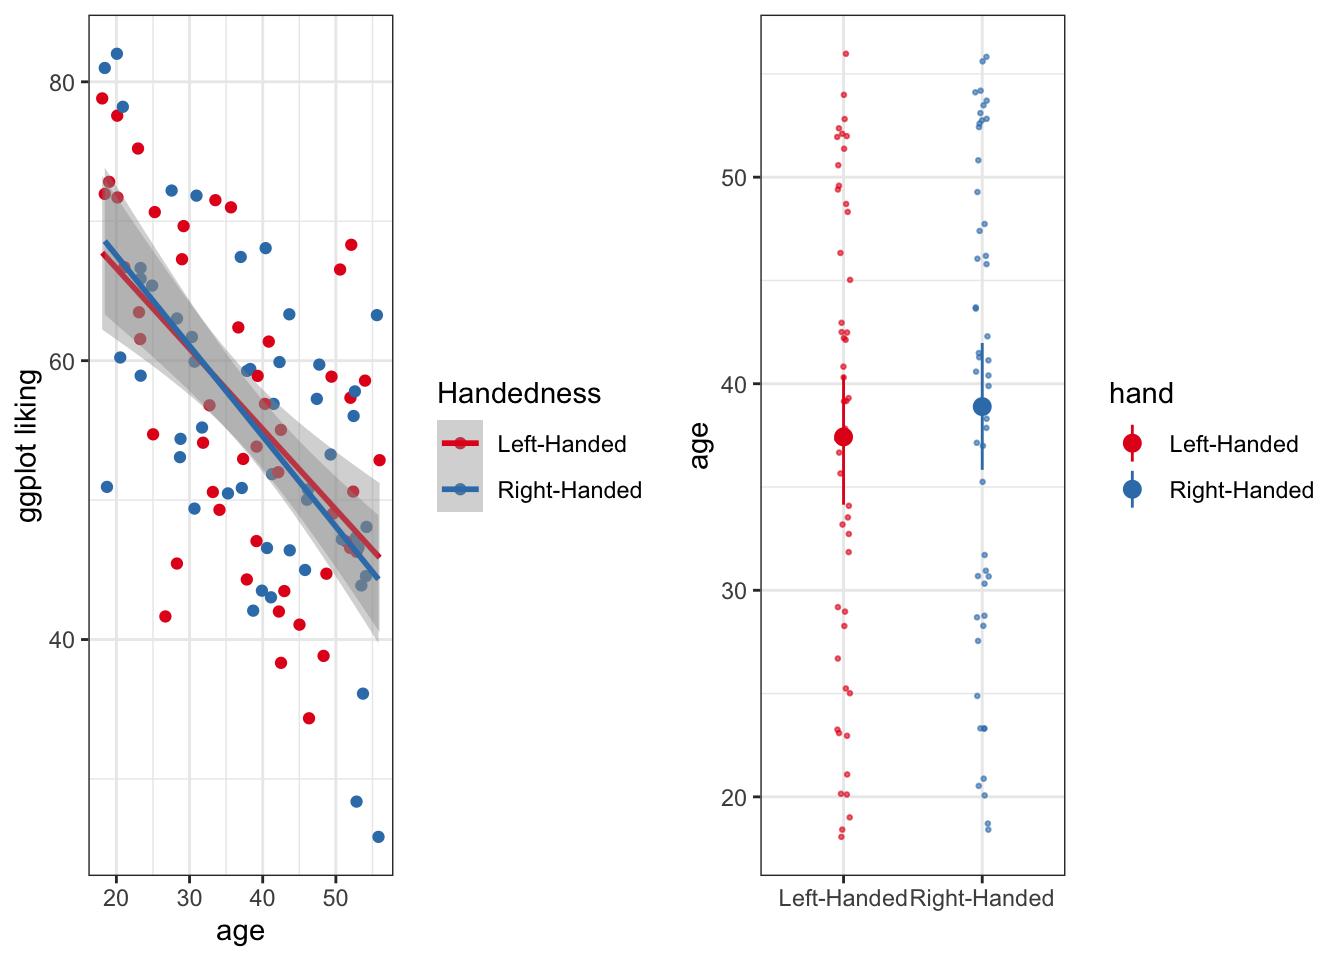 ggplot liking
80
60
40
20 30 40 50
age
Handedness
Left-Handed
Right-Handed
age
50
40
30
20
Left-Handed Right-Handed
hand
Left-Handed
Right-Handed